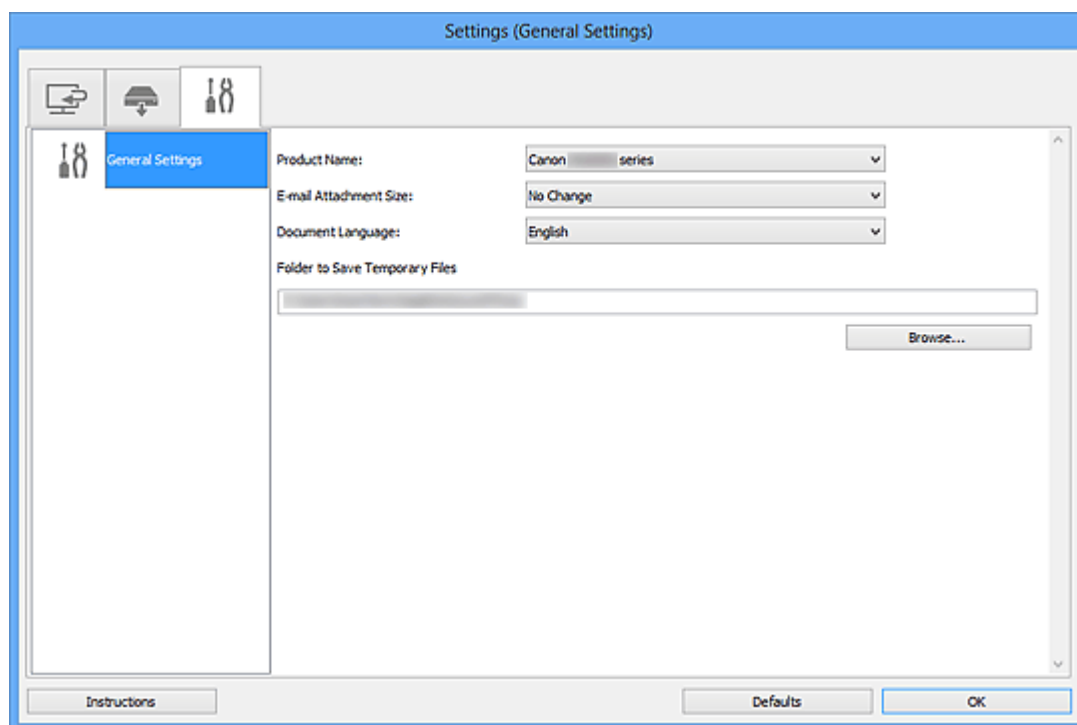 Settings (General Settings)
General Settings
Product Name: Canon series
E-mail Attachment Size: No Change
Document Language: English
Folder to Save Temporary Files
Browse...
Instructions Defaults OK